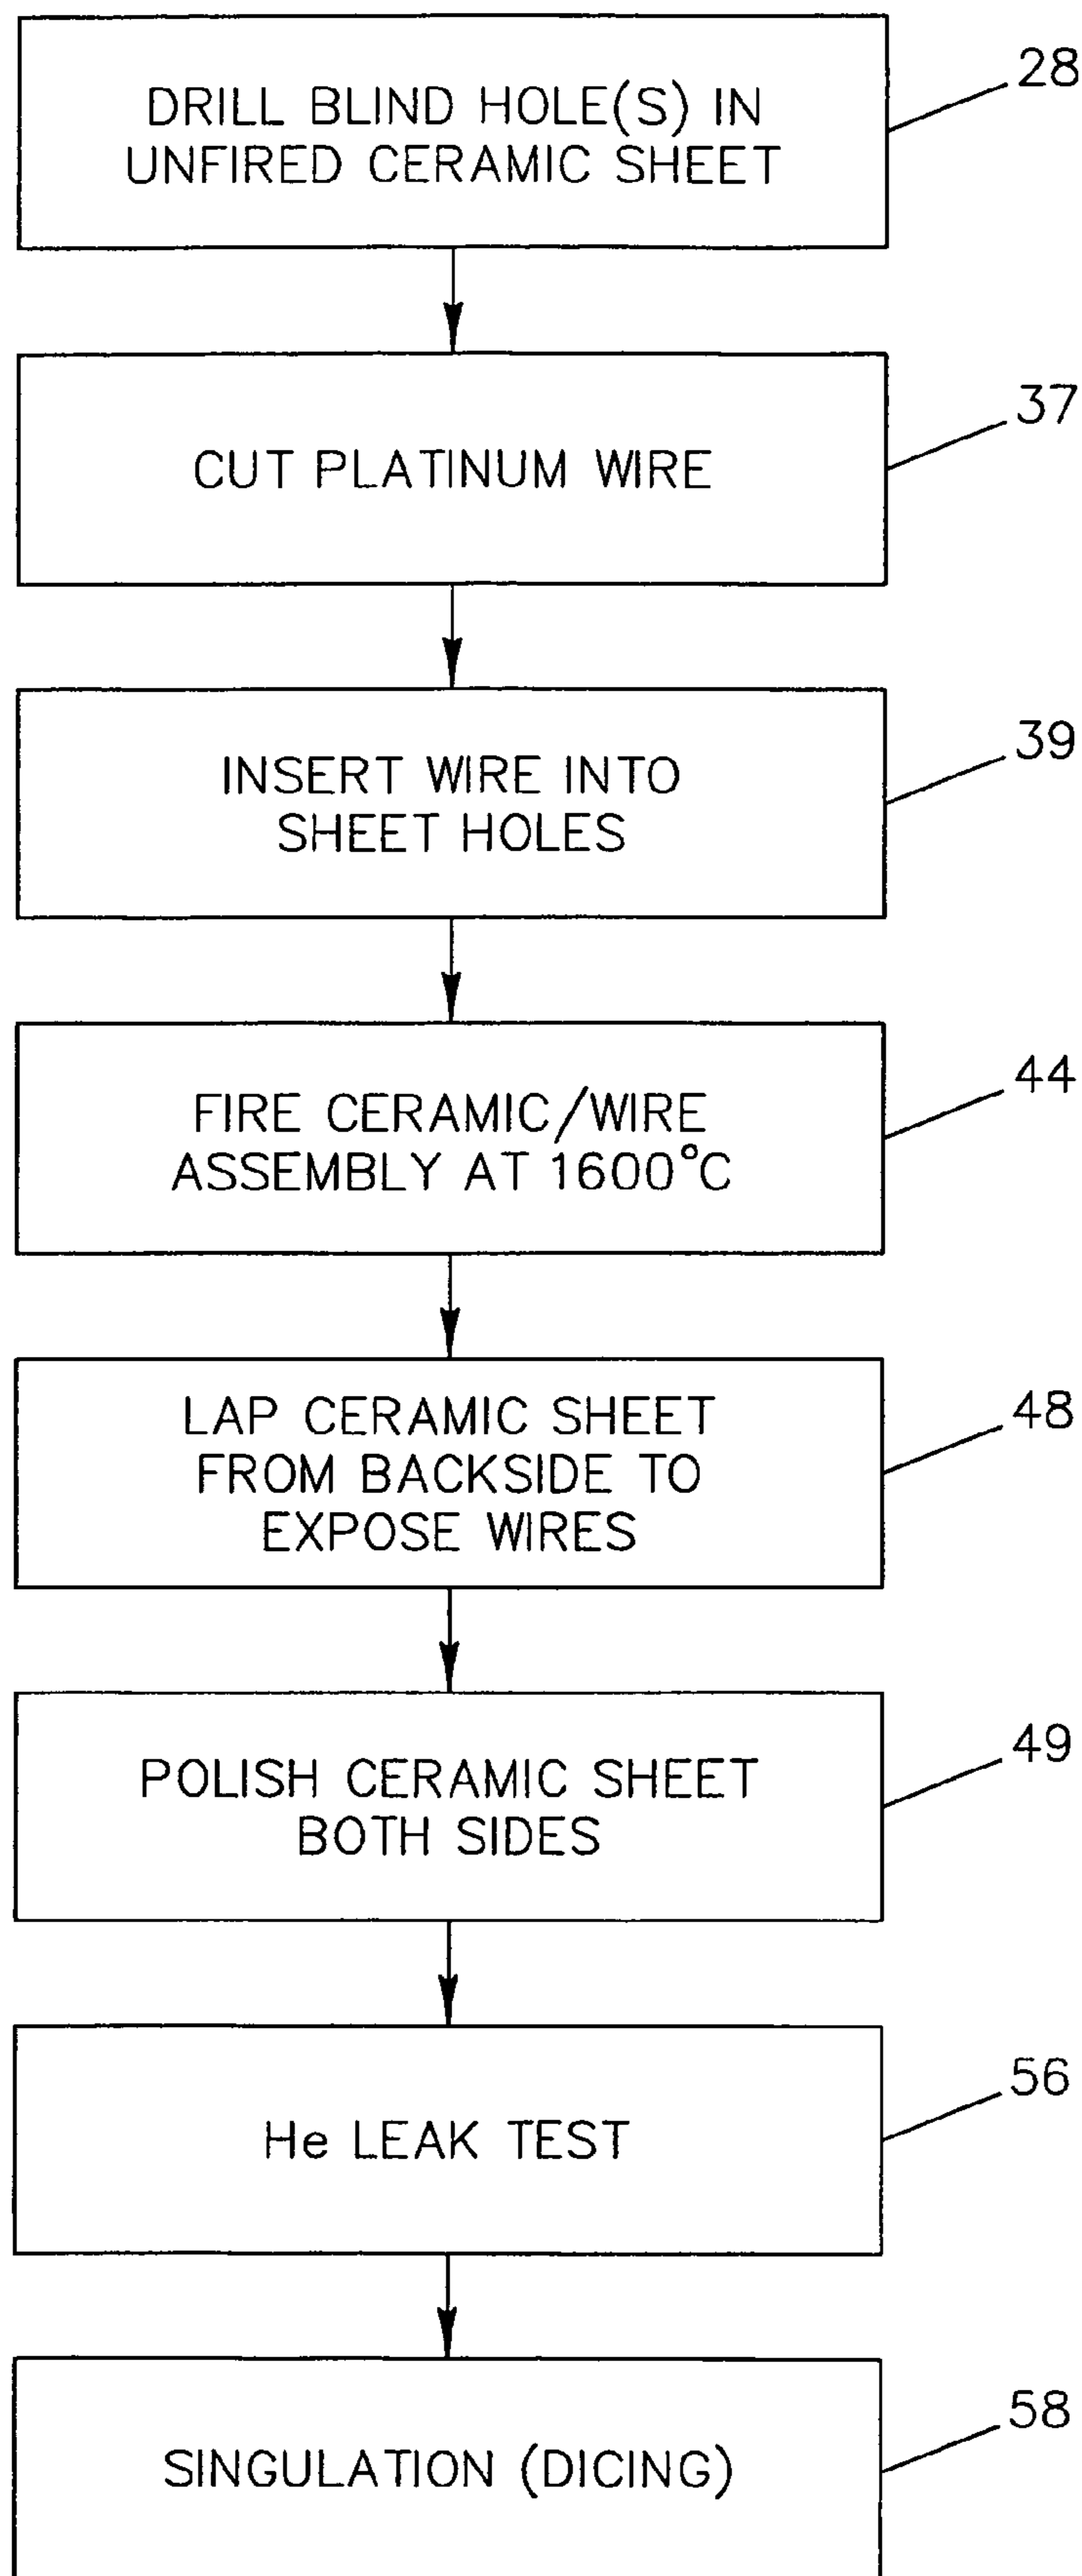 DRILL BLIND HOLE(S) IN
UNFIRED CERAMIC SHEET
28
CUT PLATINUM WIRE
37
INSERT WIRE INTO
SHEET HOLES
39
FIRE CERAMIC/WIRE
ASSEMBLY AT 1600°C
44
LAP CERAMIC SHEET
FROM BACKSIDE TO
EXPOSE WIRES
48
POLISH CERAMIC SHEET
BOTH SIDES
49
He LEAK TEST
56
SINGULATION (DICING)
58